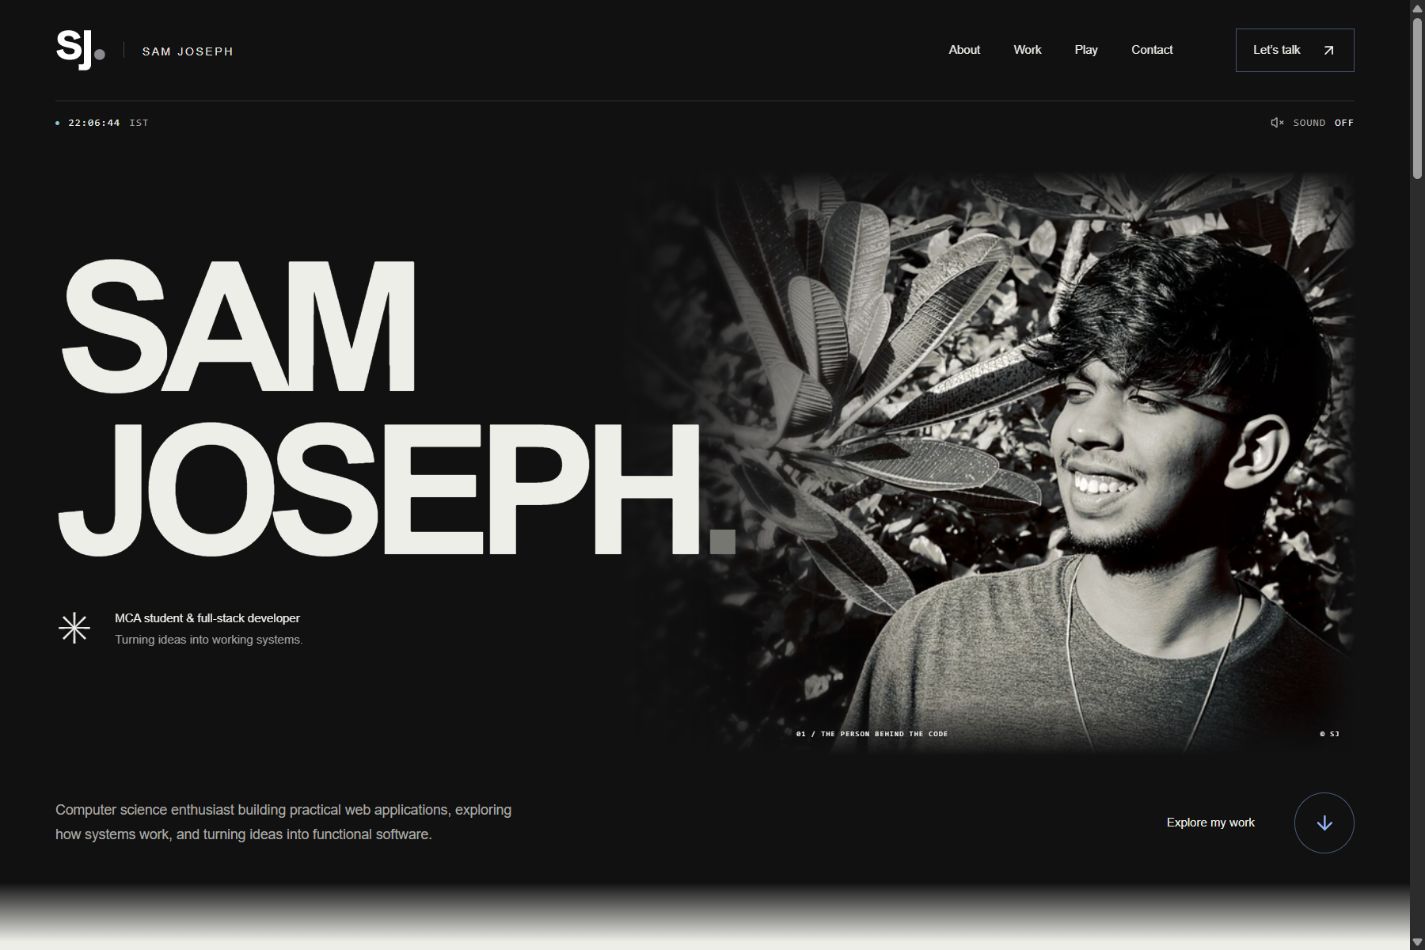 SJ.
SAM JOSEPH
About
Work
Play
Contact
Let's talk
22:06:44 IST
SOUND OFF
SAM
JOSEPH.
MCA student & full-stack developer
Turning ideas into working systems.
01 / THE PERSON BEHIND THE CODE
© SJ
Computer science enthusiast building practical web applications, exploring
how systems work, and turning ideas into functional software.
Explore my work